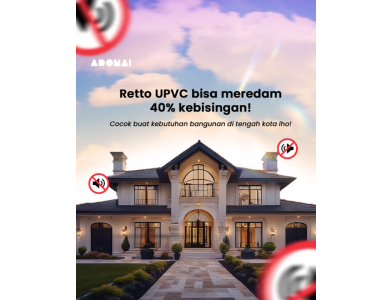 ADONAI
Retto UPVC bisa meredam
40% kebisingan!
Cocok buat kebutuhan bangunan di tengah kota lho!